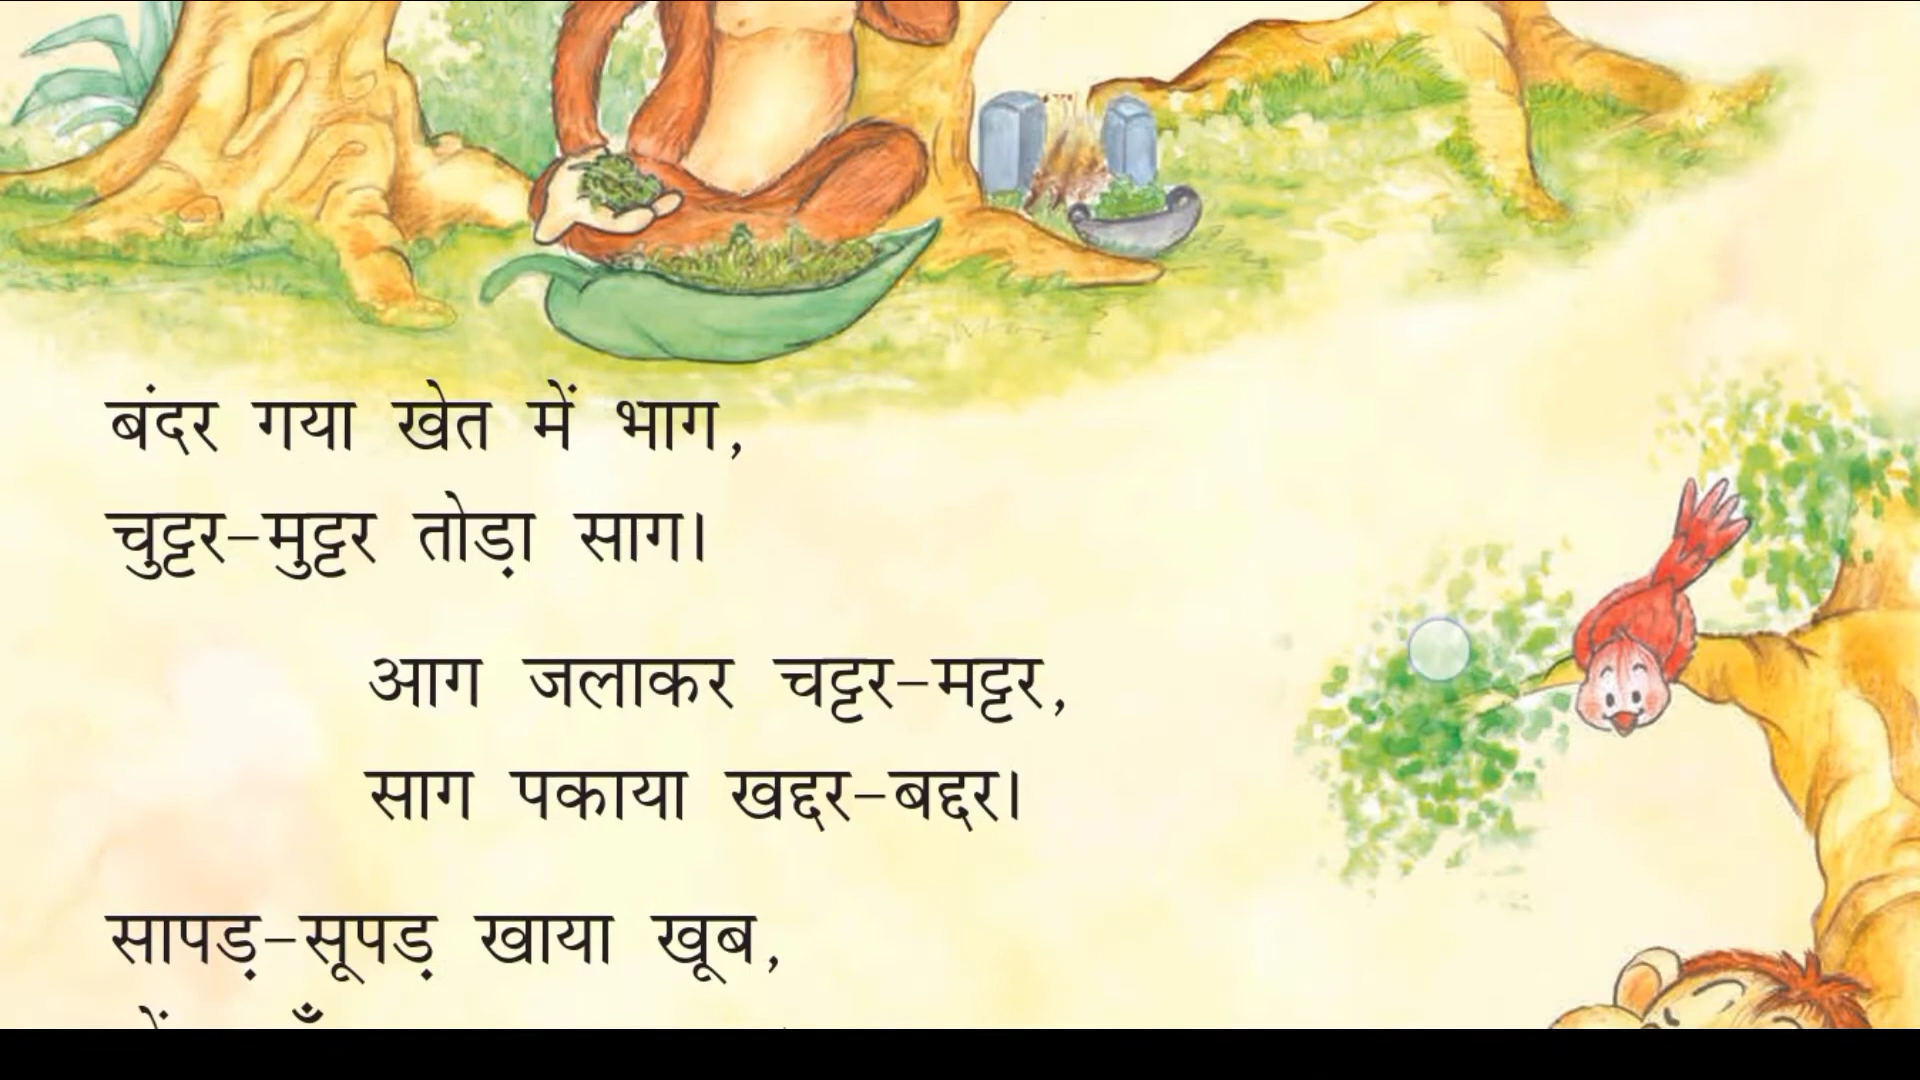 बंदर गया खेत में भाग,
चुट्टर-मुट्टर तोड़ा साग।
आग जलाकर चट्टर-मट्टर,
साग पकाया खद्दर-बद्दर।
सापड़-सूपड़ खाया खूब,